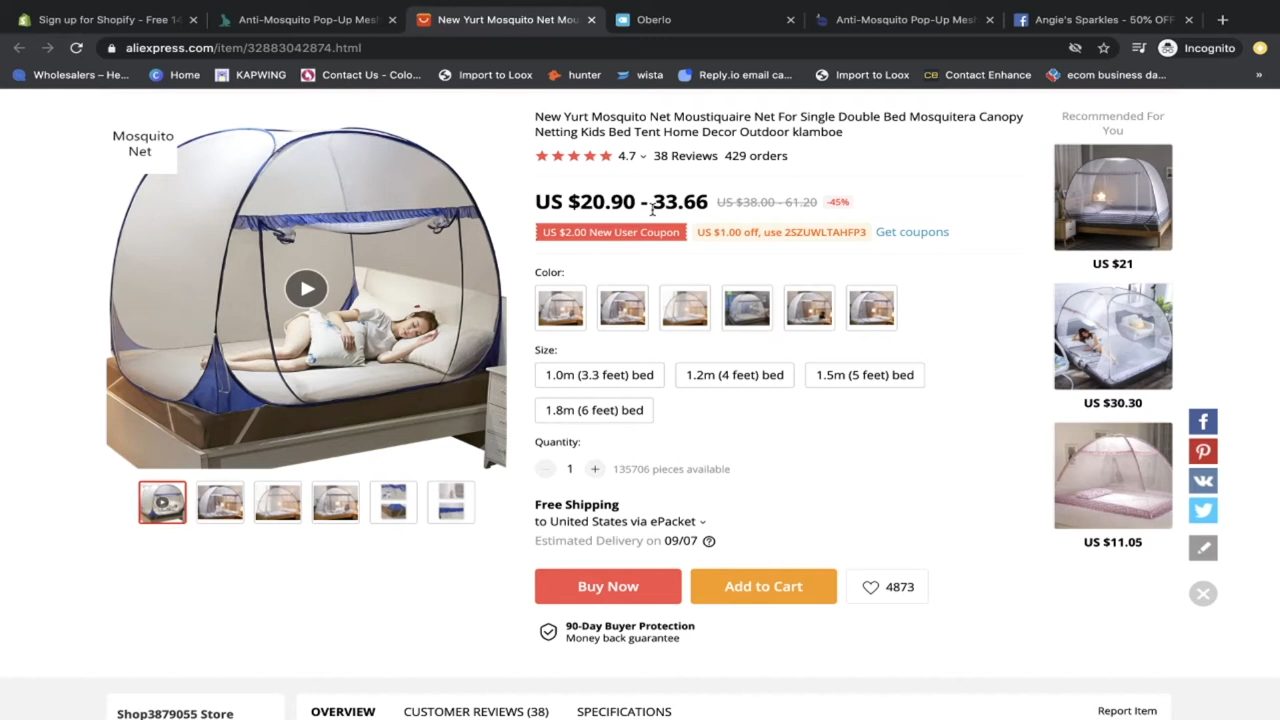 Sign up for Shopify - Free 14
Anti-Mosquito Pop-Up Mesh
New Yurt Mosquito Net Mou
Oberlo
Anti-Mosquito Pop-Up Mesh
Angie's Sparkles - 50% OFF
aliexpress.com/item/32883042874.html
Incognito
Wholesalers – He...
Home
KAPWING
Contact Us - Colo...
Import to Loox
hunter
wista
Reply.io email ca...
Import to Loox
Contact Enhance
ecom business da...
»
Mosquito
Net
New Yurt Mosquito Net Moustiquaire Net For Single Double Bed Mosquitera Canopy
Netting Kids Bed Tent Home Decor Outdoor klamboe
4.7 38 Reviews 429 orders
US $20.90 - 33.66 US $38.00 - 61.20 -45%
US $2.00 New User Coupon US $1.00 off, use 2SZUWLTAHFP3 Get coupons
Color:
Size:
1.0m (3.3 feet) bed 1.2m (4 feet) bed 1.5m (5 feet) bed
1.8m (6 feet) bed
Quantity:
1 + 135706 pieces available
Free Shipping
to United States via ePacket
Estimated Delivery on 09/07
Buy Now Add to Cart 4873
90-Day Buyer Protection
Money back guarantee
Recommended For
You
US $21
US $30.30
US $11.05
Shop3879055 Store
OVERVIEW CUSTOMER REVIEWS (38) SPECIFICATIONS Report Item